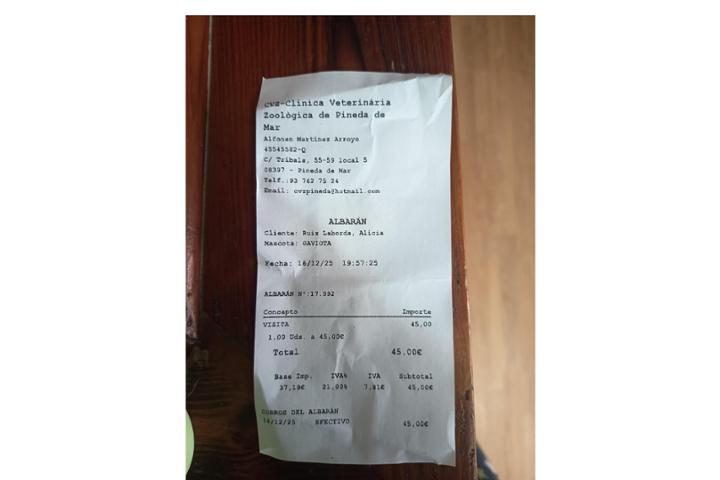 CVZ-Clínica Veterinària
Zoològica de Pineda de
Mar
Alfonso Martinez Arroyo
45545582-Q
C/ Tribala, 55-59 local 5
08397 - Pineda de Mar
Telf.:93 762 75 24
Email: cvzpineda@hotmail.com
ALBARÁN
Cliente: Ruiz Laborda, Alicia
Mascota: GAVIOTA
Fecha: 16/12/25 19:57:25
ALBARÁN Nº:17.992
Concepto Importe
VISITA 45,00
1,00 Uds. a 45,00€
Total 45,00€
Base Imp. IVA% IVA Subtotal
37,19€ 21,00% 7,81€ 45,00€
COBROS DEL ALBARÁN
16/12/25 EFECTIVO 45,00€